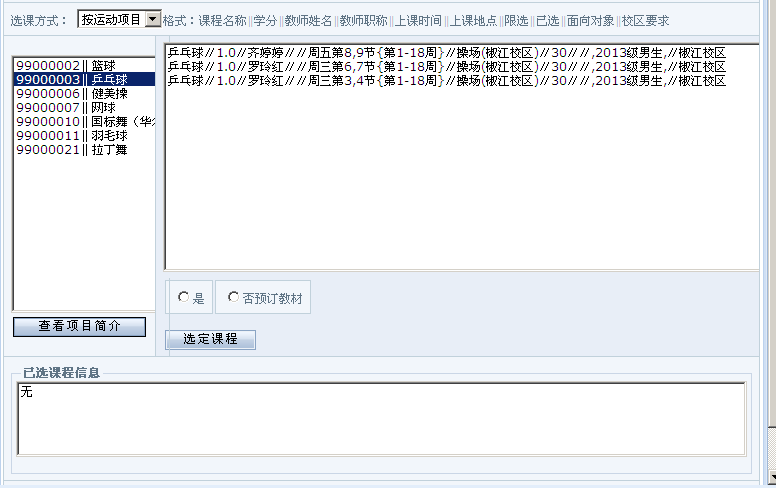 选课方式： 按运动项目 格式：课程名称||学分||教师姓名||教师职称||上课时间||上课地点||限选||已选||面向对象||校区要求
99000002||篮球
99000003||乒乓球
99000006||健美操
99000007||网球
99000010||国标舞（华
99000011||羽毛球
99000021||拉丁舞
查看项目简介
乒乓球//1.0//齐婷婷////周五第8,9节{第1-18周}//操场(椒江校区)//30////,2013级男生,//椒江校区
乒乓球//1.0//罗玲红////周三第6,7节{第1-18周}//操场(椒江校区)//30////,2013级男生,//椒江校区
乒乓球//1.0//罗玲红////周三第3,4节{第1-18周}//操场(椒江校区)//30////,2013级男生,//椒江校区
是 否预订教材
选定课程
已选课程信息
无